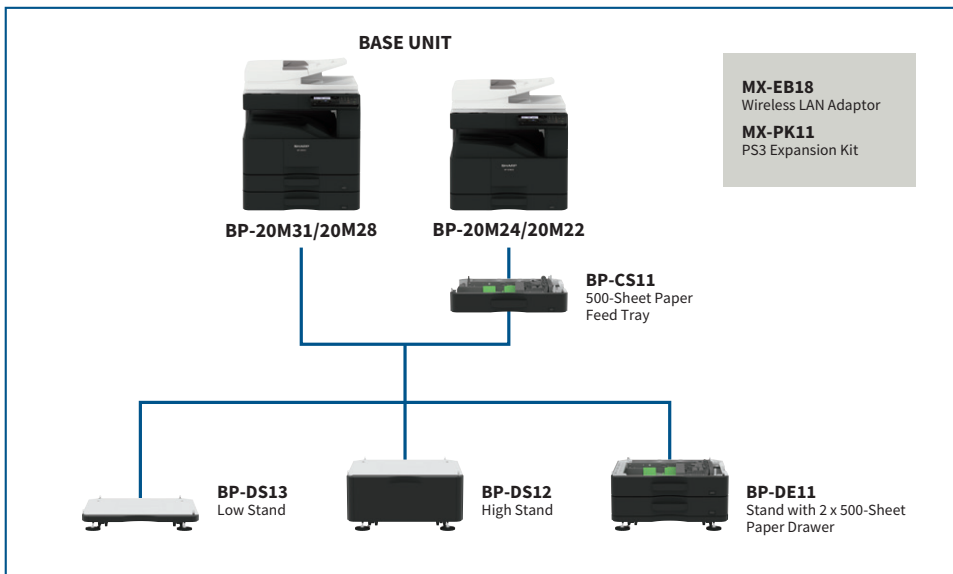 BASE UNIT
MX-EB18
Wireless LAN Adaptor
MX-PK11
PS3 Expansion Kit
SHARP
SHARP
BP-20M31/20M28
BP-20M24/20M22
BP-CS11
500-Sheet Paper
Feed Tray
BP-DS13
Low Stand
BP-DS12
High Stand
BP-DE11
Stand with 2 x 500-Sheet
Paper Drawer